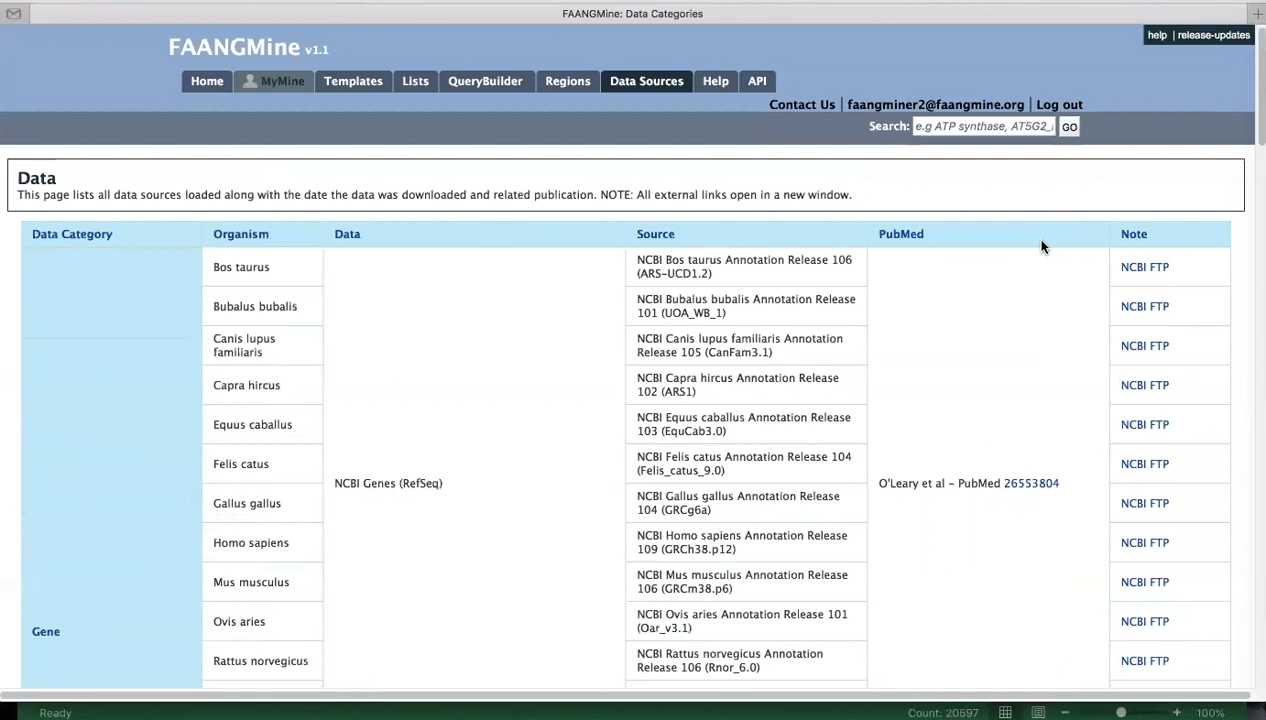 FAANGMine: Data Categories
help | release-updates
FAANGMine v1.1
Home MyMine Templates Lists QueryBuilder Regions Data Sources Help API
Contact Us | faangminer2@faangmine.org | Log out
Search: e.g ATP synthase, AT5G2_ GO
Data
This page lists all data sources loaded along with the date the data was downloaded and related publication. NOTE: All external links open in a new window.
Data Category Organism Data Source PubMed Note
Bos taurus
NCBI Bos taurus Annotation Release 106
(ARS-UCD1.2)
NCBI FTP
Bubalus bubalis
NCBI Bubalus bubalis Annotation Release
101 (UOA_WB_1)
NCBI FTP
Canis lupus
familiaris
NCBI Canis lupus familiaris Annotation
Release 105 (CanFam3.1)
NCBI FTP
Capra hircus
NCBI Capra hircus Annotation Release
102 (ARS1)
NCBI FTP
Equus caballus
NCBI Equus caballus Annotation Release
103 (EquCab3.0)
NCBI FTP
Felis catus
NCBI Felis catus Annotation Release 104
(Felis_catus_9.0)
NCBI FTP
NCBI Genes (RefSeq)
O'Leary et al - PubMed 26553804
Gallus gallus
NCBI Gallus gallus Annotation Release
104 (GRCg6a)
NCBI FTP
Homo sapiens
NCBI Homo sapiens Annotation Release
109 (GRCh38.p12)
NCBI FTP
Mus musculus
NCBI Mus musculus Annotation Release
106 (GRCm38.p6)
NCBI FTP
Gene
Ovis aries
NCBI Ovis aries Annotation Release 101
(Oar_v3.1)
NCBI FTP
Rattus norvegicus
NCBI Rattus norvegicus Annotation
Release 106 (Rnor_6.0)
NCBI FTP
Ready Count: 20597 100%